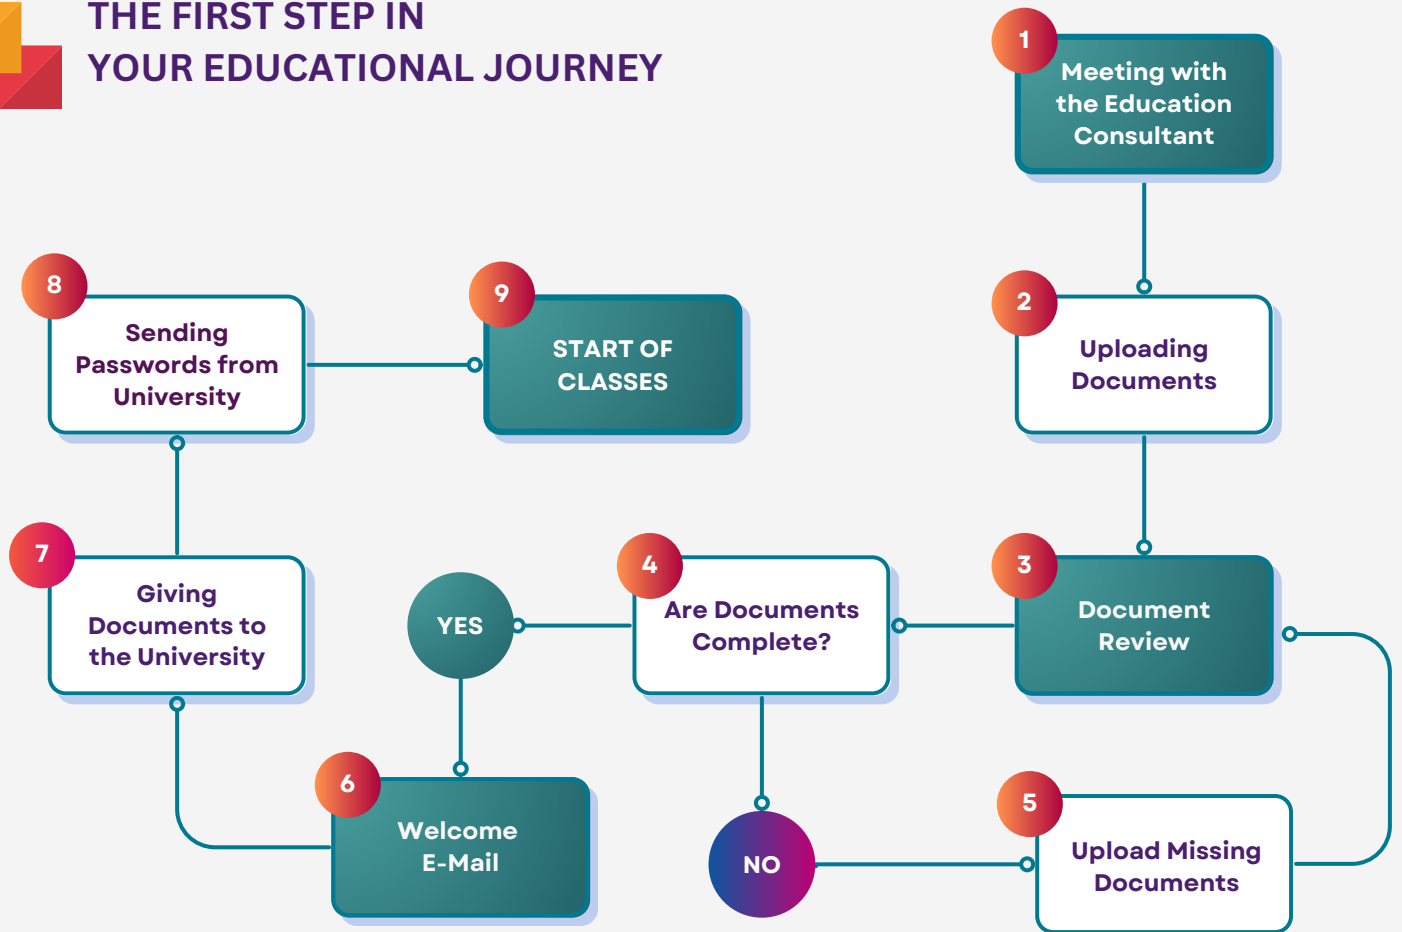 THE FIRST STEP IN
YOUR EDUCATIONAL JOURNEY
1
Meeting with
the Education
Consultant
2
Uploading
Documents
3
Document
Review
4
Are Documents
Complete?
NO
5
Upload Missing
Documents
YES
6
Welcome
E-Mail
7
Giving
Documents to
the University
8
Sending
Passwords from
University
9
START OF
CLASSES